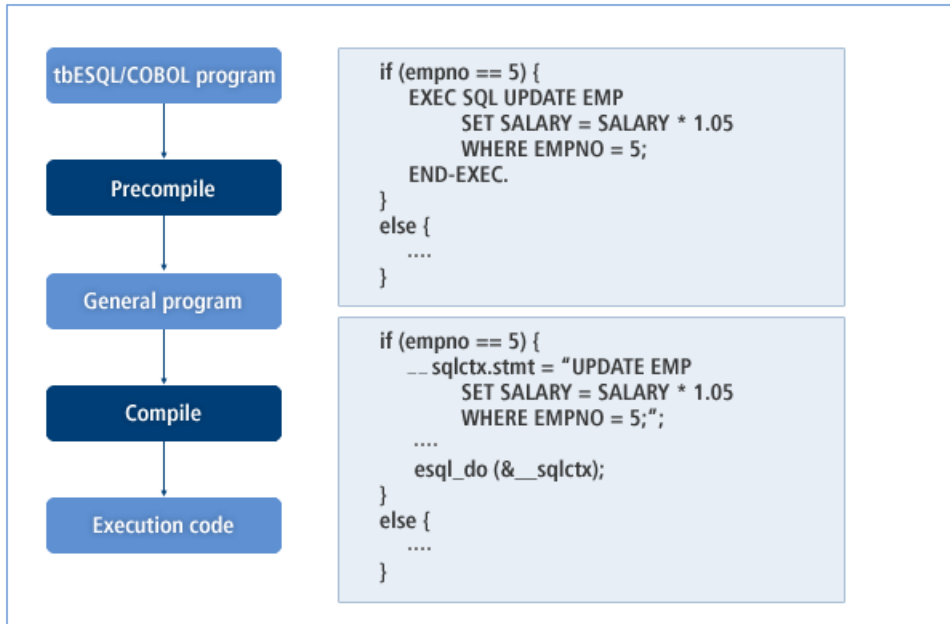 tbESQL/COBOL program
Precompile
General program
Compile
Execution code
if (empno == 5) {
EXEC SQL UPDATE EMP
SET SALARY = SALARY * 1.05
WHERE EMPNO = 5;
END-EXEC.
}
else {
....
}
if (empno == 5) {
__sqlctx.stmt = “UPDATE EMP
SET SALARY = SALARY * 1.05
WHERE EMPNO = 5;“;
....
esql_do (&__sqlctx);
}
else {
....
}